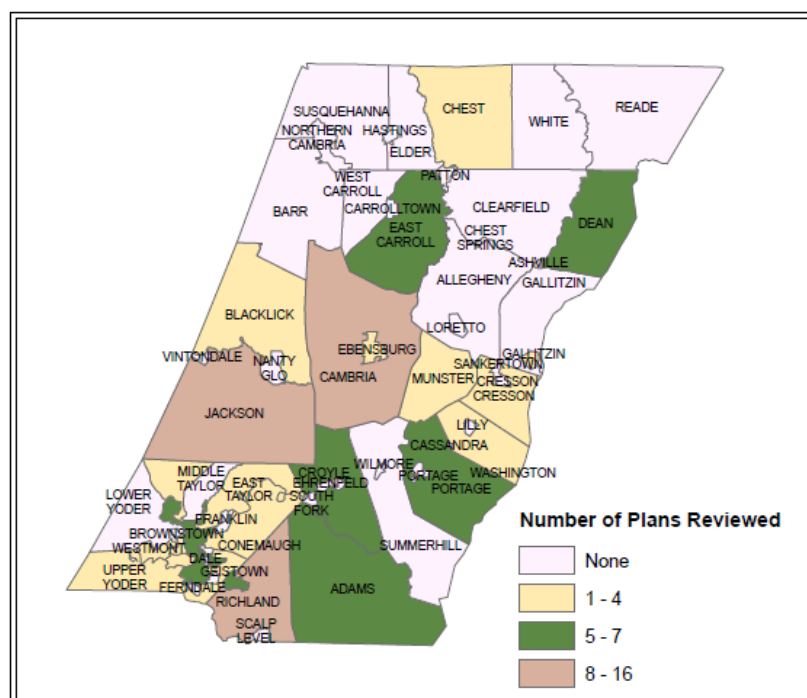 CHEST
WHITE
READE
SUSQUEHANNA
NORTHERN
CAMBRIA
HASTINGS
ELDER
PATTON
WEST
CARROLL
BARR
CARROLLTOWN
CLEARFIELD
EAST
CARROLL
CHEST
SPRINGS
DEAN
ASHVILLE
ALLEGHENY
GALLITZIN
BLACKLICK
LORETTO
EBENSBURG
VINTONDALE
NANTY
GLO
CAMBRIA
MUNSTER
GALLITZIN
SANKERTOWN
CRESSON
CRESSON
JACKSON
LILLY
CASSANDRA
WASHINGTON
WILMORE
PORTAGE
PORTAGE
CROYLE
EHRENFELD
SOUTH
FORK
SUMMERHILL
MIDDLE
TAYLOR
EAST
TAYLOR
LOWER
YODER
FRANKLIN
BROWNSTOWN
WESTMONT
CONEMAUGH
DALE
GEISTOWN
UPPER
YODER
FERNDALE
RICHLAND
ADAMS
SCALP
LEVEL
Number of Plans Reviewed
None
1 - 4
5 - 7
8 - 16